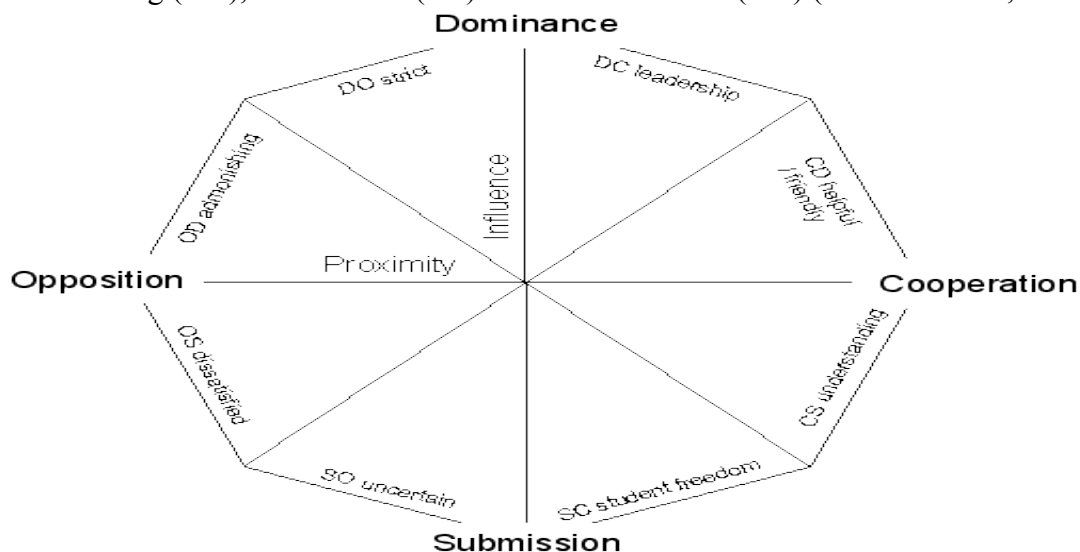 Dominance
DO strict
DC leadership
OD admonishing
Influence
CD helpful
/ friendly
Proximity
Opposition
Cooperation
OS dissatisfied
CS understanding
SO uncertain
SC student freedom
Submission